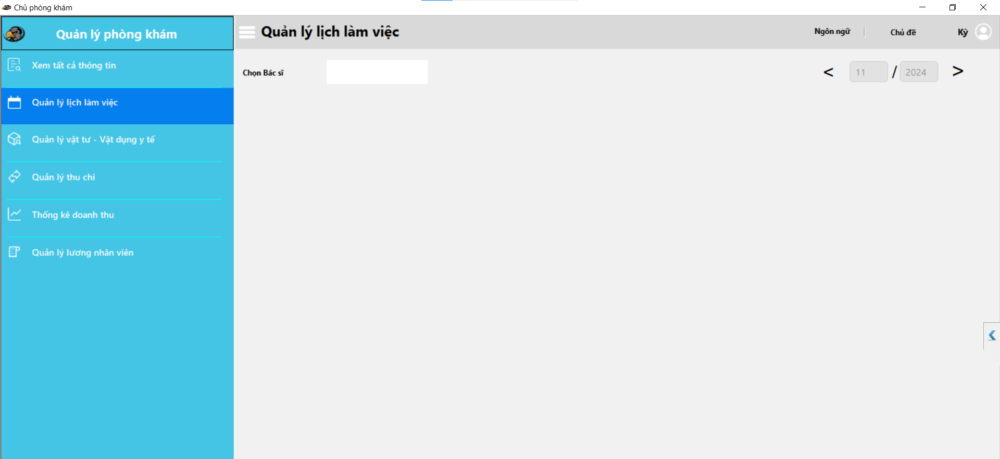 Chủ phòng khám
Quản lý phòng khám
Quản lý lịch làm việc
Ngôn ngữ
Chủ đề
Kỳ
Xem tất cả thông tin
Quản lý lịch làm việc
Quản lý vật tư - Vật dụng y tế
Quản lý thu chi
Thống kê doanh thu
Quản lý lương nhân viên
Chọn Bác sĩ
< 11 / 2024 >